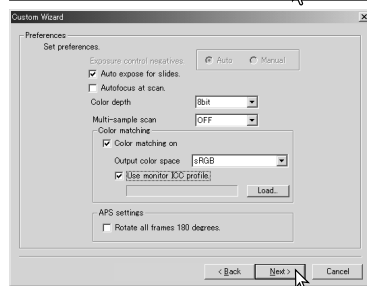 Custom Wizard
Preferences
Set preferences.
Exposure control negatives Auto Manual
Auto expose for slides.
Autofocus at scan.
Color depth 8bit
Multi-sample scan OFF
Color matching
Color matching on
Output color space sRGB
Use monitor ICC profile.
Load..
APS settings
Rotate all frames 180 degrees.
< Back Next > Cancel